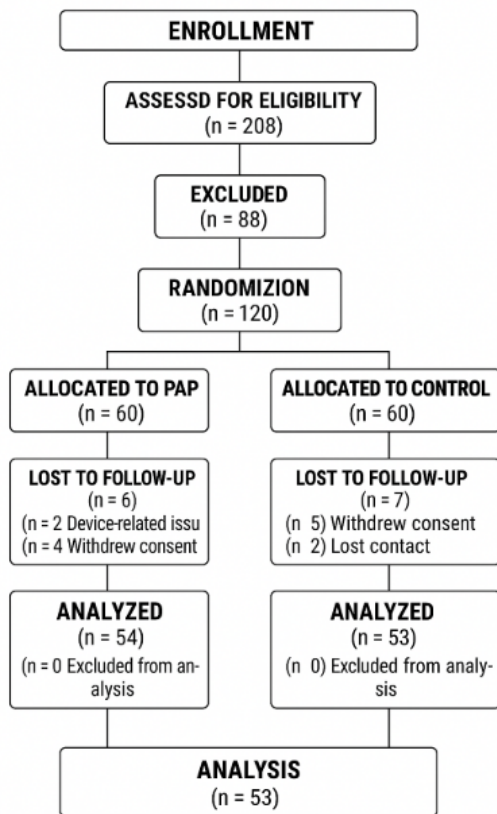 ENROLLMENT
ASSESSD FOR ELIGIBILITY
(n = 208)
EXCLUDED
(n = 88)
RANDOMIZION
(n = 120)
ALLOCATED TO PAP
(n = 60)
ALLOCATED TO CONTROL
(n = 60)
LOST TO FOLLOW-UP
(n = 6)
(n = 2 Device-related issu
(n = 4 Withdrew consent
LOST TO FOLLOW-UP
(n = 7)
(n 5) Withdrew consent
(n 2) Lost contact
ANALYZED
(n = 54)
(n = 0 Excluded from an-
alysis
ANALYZED
(n = 53)
(n 0) Excluded from analy-
sis
ANALYSIS
(n = 53)